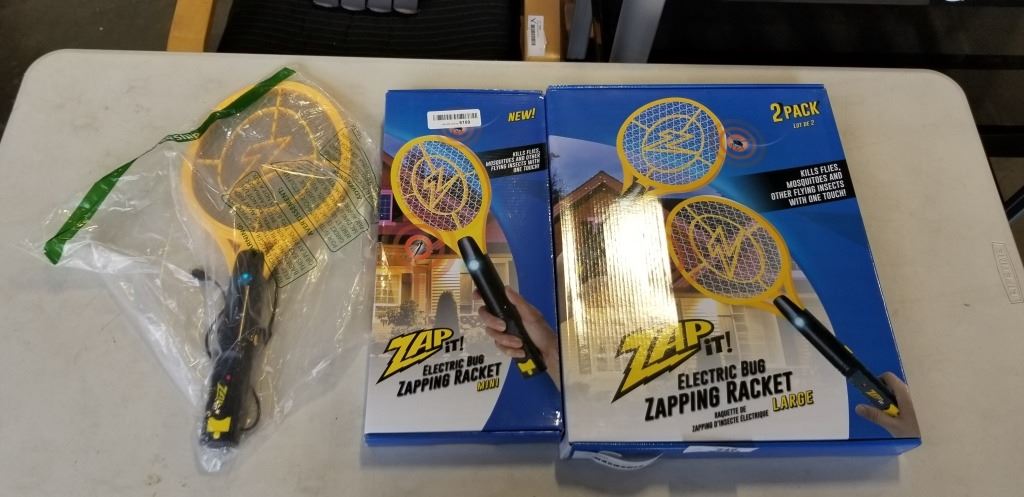 NEW!
KILLS FLIES,
MOSQUITOES AND OTHER
FLYING INSECTS WITH
ONE TOUCH!
ZAP IT!
ELECTRIC BUG
ZAPPING RACKET
MINI
2 PACK
LOT DE 2
KILLS FLIES,
MOSQUITOES AND
OTHER FLYING INSECTS
WITH ONE TOUCH!
ZAP IT!
ELECTRIC BUG
ZAPPING RACKET
LARGE
RAQUETTE DE
ZAPPING D'INSECTE ÉLECTRIQUE
ZAP
LIFETIME